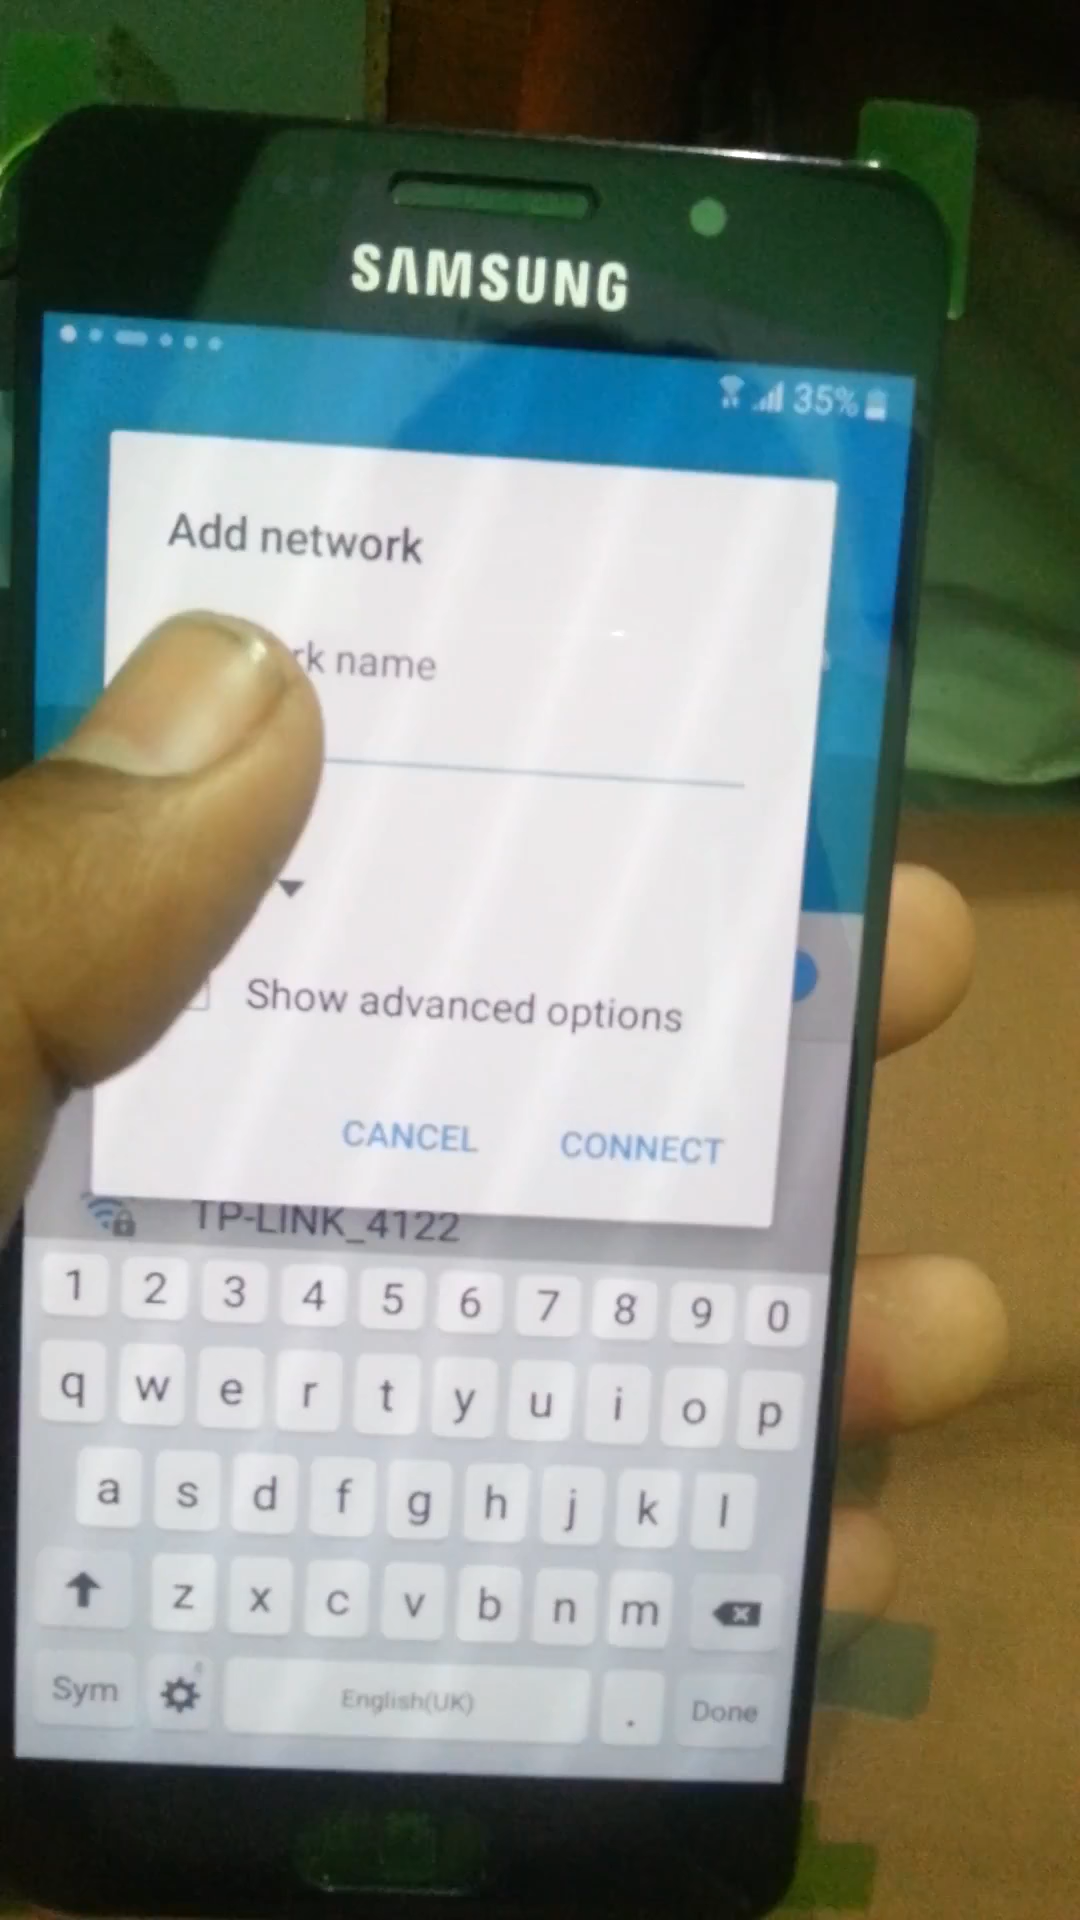 SAMSUNG
35%
Add network
rk name
Show advanced options
CANCEL CONNECT
TP-LINK_4122
1 2 3 4 5 6 7 8 9 0
q w e r t y u i o p
a s d f g h j k l
z x c v b n m
Sym English(UK) . Done